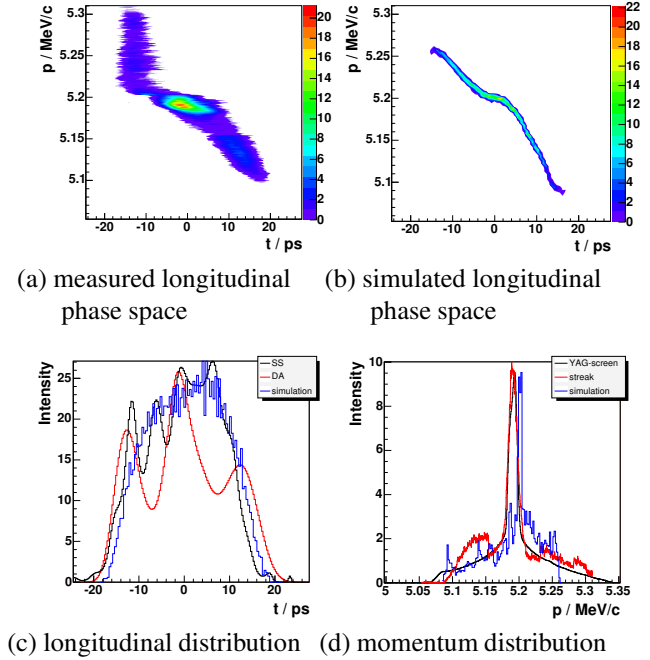 p / MeV/c
5.3
5.25
5.2
5.15
5.1
-20 -10 0 10 20
t / ps
20
18
16
14
12
10
8
6
4
2
0
p / MeV/c
5.3
5.25
5.2
5.15
5.1
-20 -10 0 10 20
t / ps
22
20
18
16
14
12
10
8
6
4
2
0
(a) measured longitudinal
phase space
(b) simulated longitudinal
phase space
Intensity
25
20
15
10
5
0
-20 -10 0 10 20
t / ps
SS
DA
simulation
Intensity
10
8
6
4
2
0
5 5.05 5.1 5.15 5.2 5.25 5.3 5.35
p / MeV/c
YAG-screen
streak
simulation
(c) longitudinal distribution
(d) momentum distribution